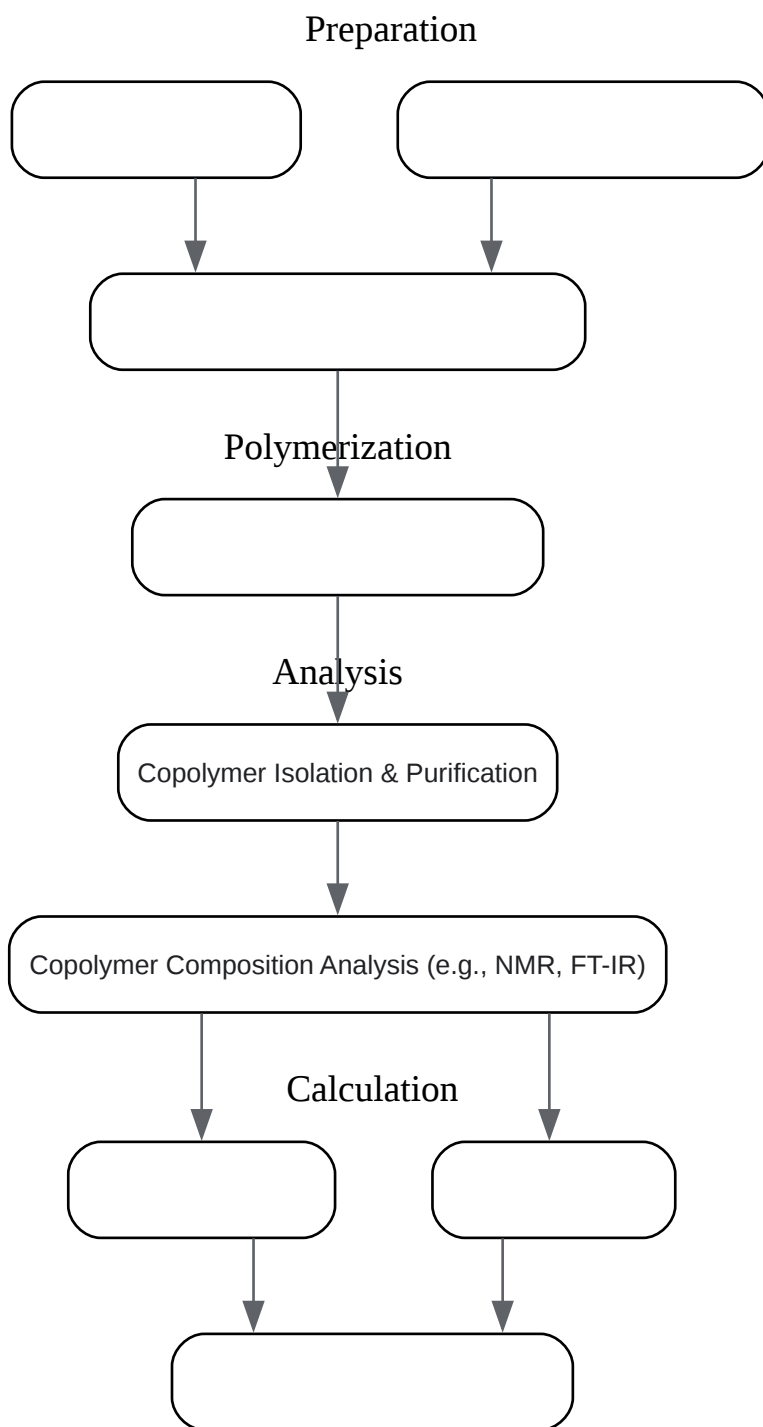 Preparation
Polymerization
Analysis
Copolymer Isolation & Purification
Copolymer Composition Analysis (e.g., NMR, FT-IR)
Calculation